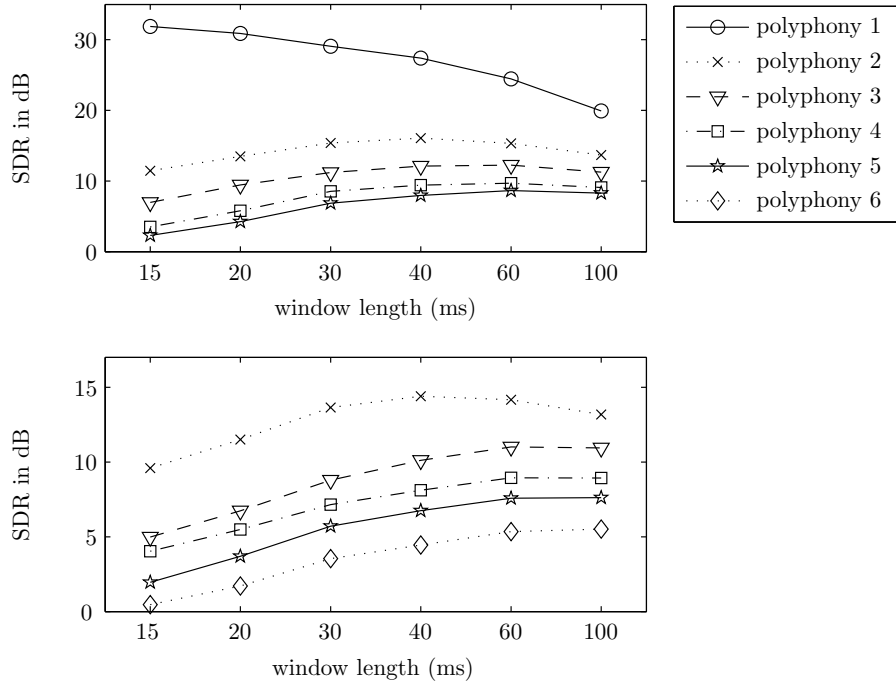 30
20
10
0
SDR in dB
15 20 30 40 60 100
window length (ms)
polyphony 1
polyphony 2
polyphony 3
polyphony 4
polyphony 5
polyphony 6
15
10
5
0
SDR in dB
15 20 30 40 60 100
window length (ms)